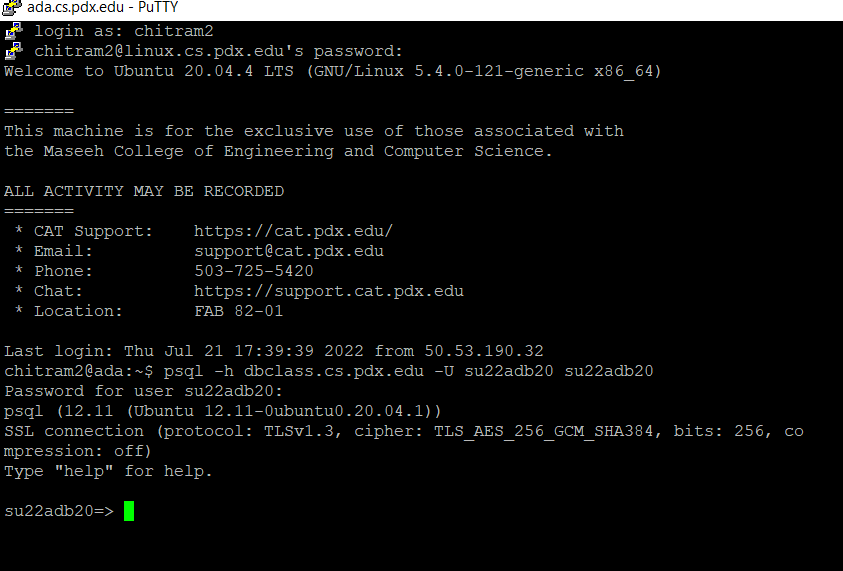 ada.cs.pdx.edu - PuTTY
login as: chitram2
chitram2@linux.cs.pdx.edu's password:
Welcome to Ubuntu 20.04.4 LTS (GNU/Linux 5.4.0-121-generic x86_64)
=======
This machine is for the exclusive use of those associated with
the Maseeh College of Engineering and Computer Science.
ALL ACTIVITY MAY BE RECORDED
=======
* CAT Support: https://cat.pdx.edu/
* Email: support@cat.pdx.edu
* Phone: 503-725-5420
* Chat: https://support.cat.pdx.edu
* Location: FAB 82-01
Last login: Thu Jul 21 17:39:39 2022 from 50.53.190.32
chitram2@ada:~$ psql -h dbclass.cs.pdx.edu -U su22adb20 su22adb20
Password for user su22adb20:
psql (12.11 (Ubuntu 12.11-0ubuntu0.20.04.1))
SSL connection (protocol: TLSv1.3, cipher: TLS_AES_256_GCM_SHA384, bits: 256, co
mpression: off)
Type "help" for help.
su22adb20=>